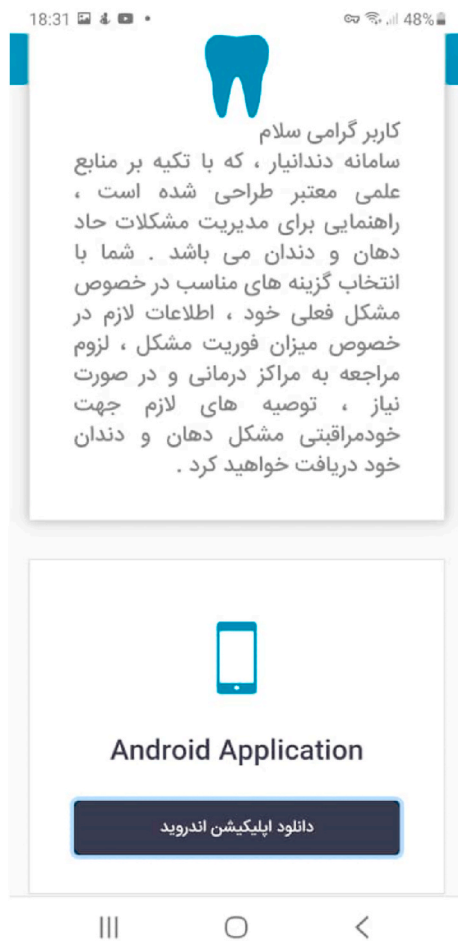 18:31
48%
کاربر گرامی سلام
سامانه دندانیار ، که با تکیه بر منابع
علمی معتبر طراحی شده است ،
راهنمایی برای مدیریت مشکلات حاد
دهان و دندان می باشد . شما با
انتخاب گزینه های مناسب در خصوص
مشکل فعلی خود ، اطلاعات لازم در
خصوص میزان فوریت مشکل ، لزوم
مراجعه به مراکز درمانی و در صورت
نیاز ، توصیه های لازم جهت
خودمراقبتی مشکل دهان و دندان
خود دریافت خواهید کرد .
Android Application
دانلود اپلیکیشن اندروید